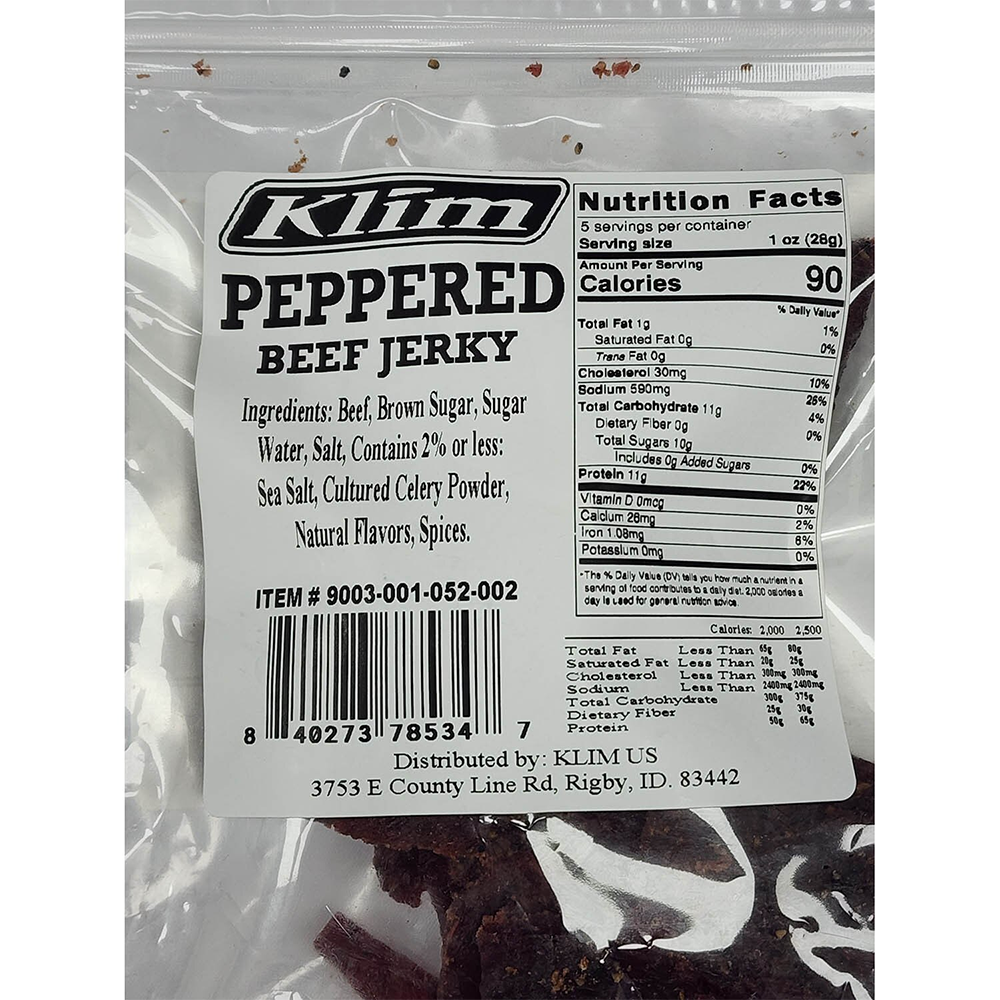 Klim
PEPPERED
BEEF JERKY
Ingredients: Beef, Brown Sugar, Sugar
Water, Salt, Contains 2% or less:
Sea Salt, Cultured Celery Powder,
Natural Flavors, Spices.
ITEM # 9003-001-052-002
8 40273 78534 7
Nutrition Facts
5 servings per container
Serving size 1 oz (28g)
Amount Per Serving
Calories 90
% Daily Value*
Total Fat 1g 1%
Saturated Fat 0g 0%
Trans Fat 0g
Cholesterol 30mg 10%
Sodium 590mg 26%
Total Carbohydrate 11g 4%
Dietary Fiber 0g 0%
Total Sugars 10g
Includes 0g Added Sugars 0%
Protein 11g 22%
Vitamin D 0mcg 0%
Calcium 26mg 2%
Iron 1.08mg 6%
Potassium 0mg 0%
*The % Daily Value (DV) tells you how much a nutrient in a
serving of food contributes to a daily diet. 2,000 calories a
day is used for general nutrition advice.
Calories: 2,000 2,500
Total Fat Less Than 65g 80g
Saturated Fat Less Than 20g 25g
Cholesterol Less Than 300mg 300mg
Sodium Less Than 2400mg 2400mg
Total Carbohydrate 300g 375g
Dietary Fiber 25g 30g
Protein 50g 65g
Distributed by: KLIM US
3753 E County Line Rd, Rigby, ID. 83442